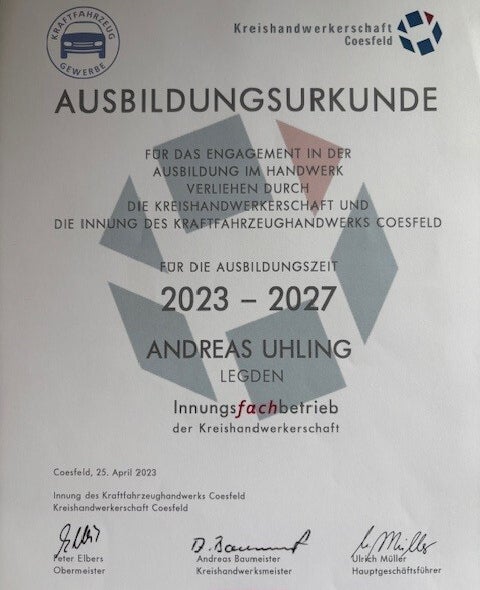 KRAFTFAHRZEUG
GEWERBE
Kreishandwerkerschaft
Coesfeld
AUSBILDUNGSURKUNDE
FÜR DAS ENGAGEMENT IN DER
AUSBILDUNG IM HANDWERK
VERLIEHEN DURCH
DIE KREISHANDWERKERSCHAFT UND
DIE INNUNG DES KRAFTFAHRZEUGHANDWERKS COESFELD
FÜR DIE AUSBILDUNGSZEIT
2023 – 2027
ANDREAS UHLING
LEGDEN
Innungsfachbetrieb
der Kreishandwerkerschaft
Coesfeld, 25. April 2023
Innung des Kraftfahrzeughandwerks Coesfeld
Kreishandwerkerschaft Coesfeld
Peter Elbers
Obermeister
Andreas Baumeister
Kreishandwerksmeister
Ulrich Müller
Hauptgeschäftsführer